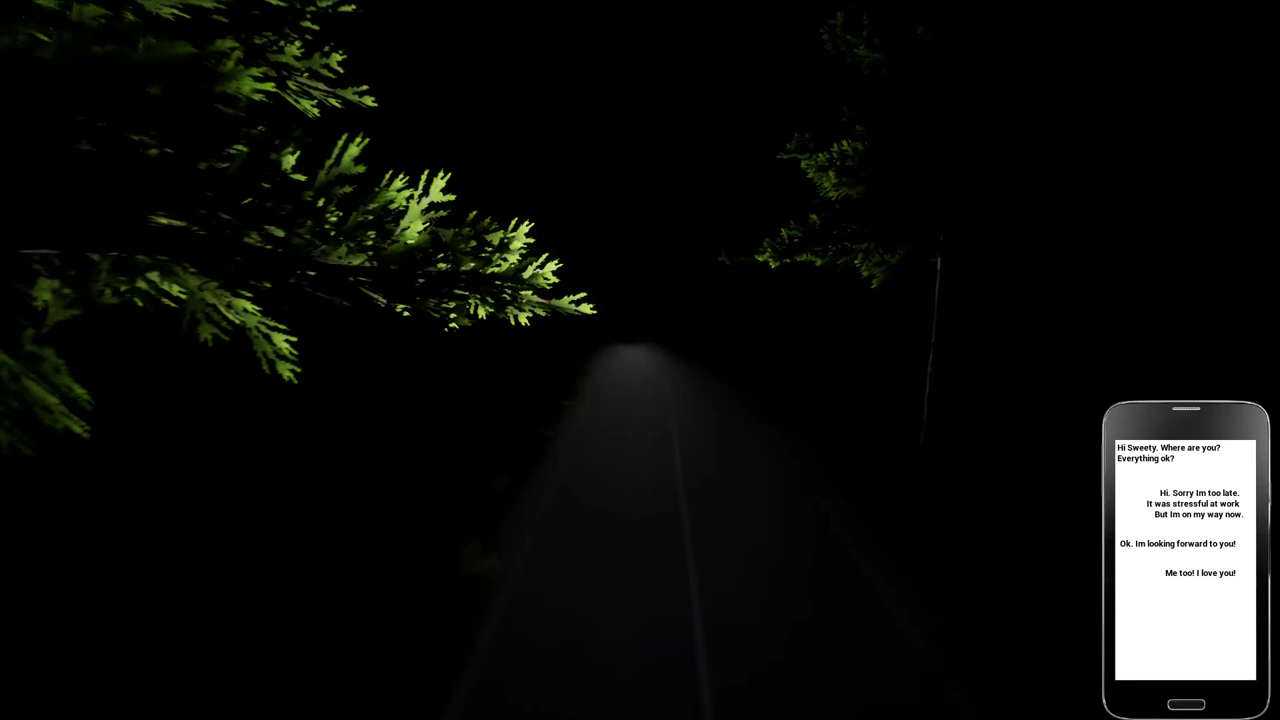 Hi Sweety. Where are you?
Everything ok?
Hi. Sorry Im too late.
It was stressful at work
But Im on my way now.
Ok. Im looking forward to you!
Me too! I love you!